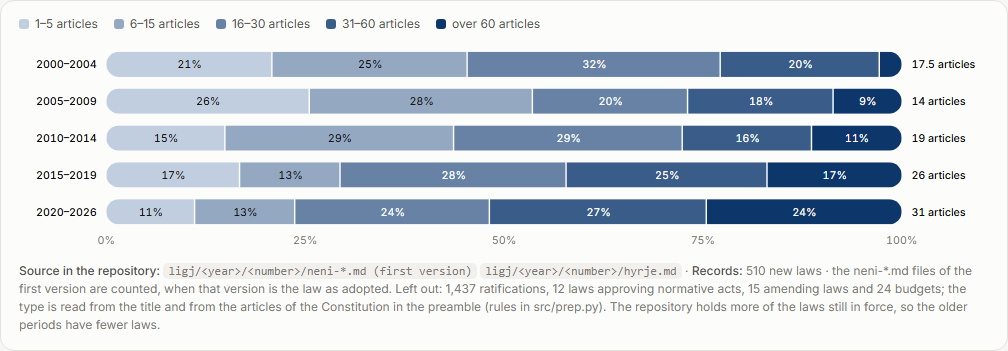 1–5 articles 6–15 articles 16–30 articles 31–60 articles over 60 articles
2000–2004 21% 25% 32% 20% 17.5 articles
2005–2009 26% 28% 20% 18% 9% 14 articles
2010–2014 15% 29% 29% 16% 11% 19 articles
2015–2019 17% 13% 28% 25% 17% 26 articles
2020–2026 11% 13% 24% 27% 24% 31 articles
0% 25% 50% 75% 100%
Source in the repository: ligj/<year>/<number>/neni-*.md (first version) ligj/<year>/<number>/hyrje.md · Records: 510 new laws · the neni-*.md files of the
first version are counted, when that version is the law as adopted. Left out: 1,437 ratifications, 12 laws approving normative acts, 15 amending laws and 24 budgets; the
type is read from the title and from the articles of the Constitution in the preamble (rules in src/prep.py). The repository holds more of the laws still in force, so the older
periods have fewer laws.